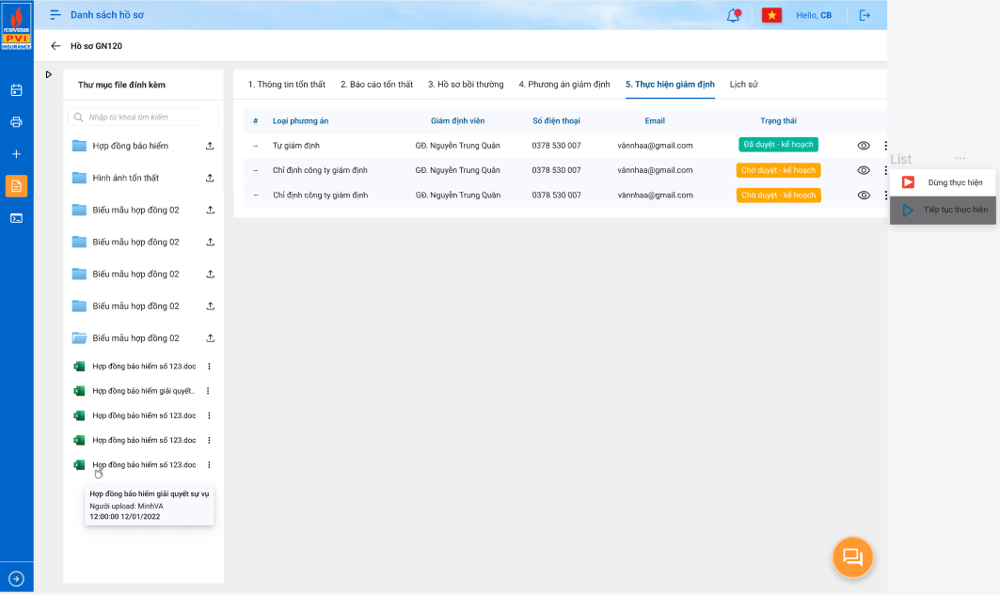 PETROVIETNAM
PVI
INSURANCE
Danh sách hồ sơ
Hello, CB
Hồ sơ GN120
Thư mục file đính kèm
Nhập từ khoá tìm kiếm
Hợp đồng bảo hiểm
Hình ảnh tổn thất
Biểu mẫu hợp đồng 02
Biểu mẫu hợp đồng 02
Biểu mẫu hợp đồng 02
Biểu mẫu hợp đồng 02
Biểu mẫu hợp đồng 02
Hợp đồng bảo hiểm số 123.doc
Hợp đồng bảo hiểm giải quyết..
Hợp đồng bảo hiểm số 123.doc
Hợp đồng bảo hiểm số 123.doc
Hợp đồng bảo hiểm số 123.doc
Hợp đồng bảo hiểm giải quyết sự vụ
Người upload: MinhVA
12:00:00 12/01/2022
1. Thông tin tổn thất 2. Báo cáo tổn thất 3. Hồ sơ bồi thường 4. Phương án giám định 5. Thực hiện giám định Lịch sử
# Loại phương án Giám định viên Số điện thoại Email Trạng thái
-- Tự giám định GĐ. Nguyễn Trung Quân 0378 530 007 vânnhaa@gmail.com Đã duyệt - kế hoạch
-- Chỉ định công ty giám định GĐ. Nguyễn Trung Quân 0378 530 007 vânnhaa@gmail.com Chờ duyệt - kế hoạch
-- Chỉ định công ty giám định GĐ. Nguyễn Trung Quân 0378 530 007 vânnhaa@gmail.com Chờ duyệt - kế hoạch
List
Dừng thực hiện
Tiếp tục thực hiện